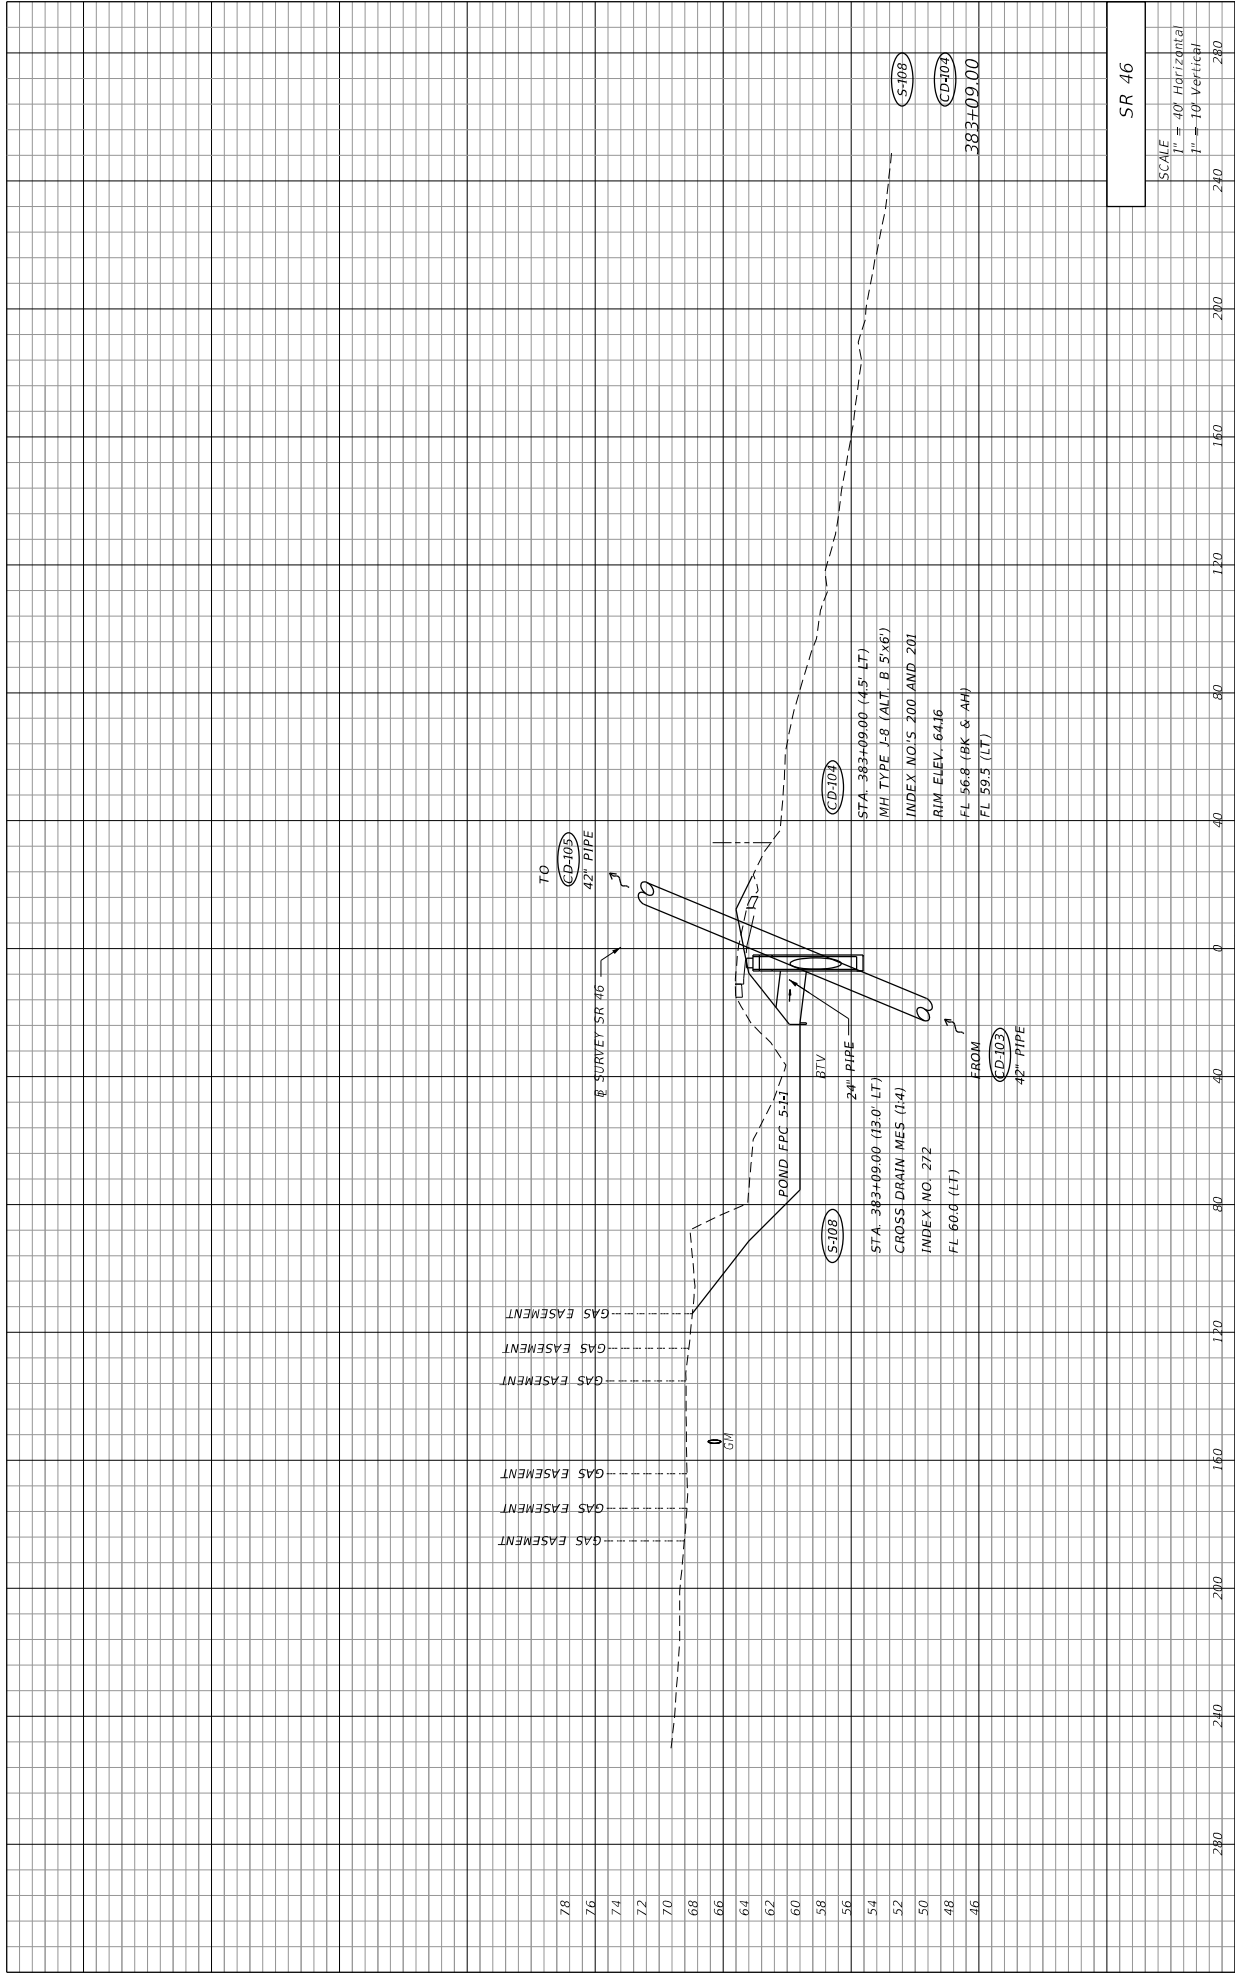 TO
CD-105
42" PIPE
℄ SURVEY SR 46
GAS EASEMENT
GAS EASEMENT
GAS EASEMENT
GAS EASEMENT
GAS EASEMENT
GAS EASEMENT
GM
POND FPC 5-1-1
BTV
24" PIPE
FROM
CD-103
42" PIPE
S-108
STA. 383+09.00 (13.0' LT)
CROSS DRAIN MES (1:4)
INDEX NO. 272
FL 60.0 (LT)
CD-104
STA. 383+09.00 (4.5' LT)
MH TYPE J-8 (ALT. B 5'x6')
INDEX NO.'S 200 AND 201
RIM ELEV. 64.16
FL 56.8 (BK & AH)
FL 59.5 (LT)
S-108
CD-104
383+09.00
78
76
74
72
70
68
66
64
62
60
58
56
54
52
50
48
46
280 240 200 160 120 80 40 0 40 80 120 160 200 240 280
SR 46
SCALE
1" = 40' Horizontal
1" = 10' Vertical